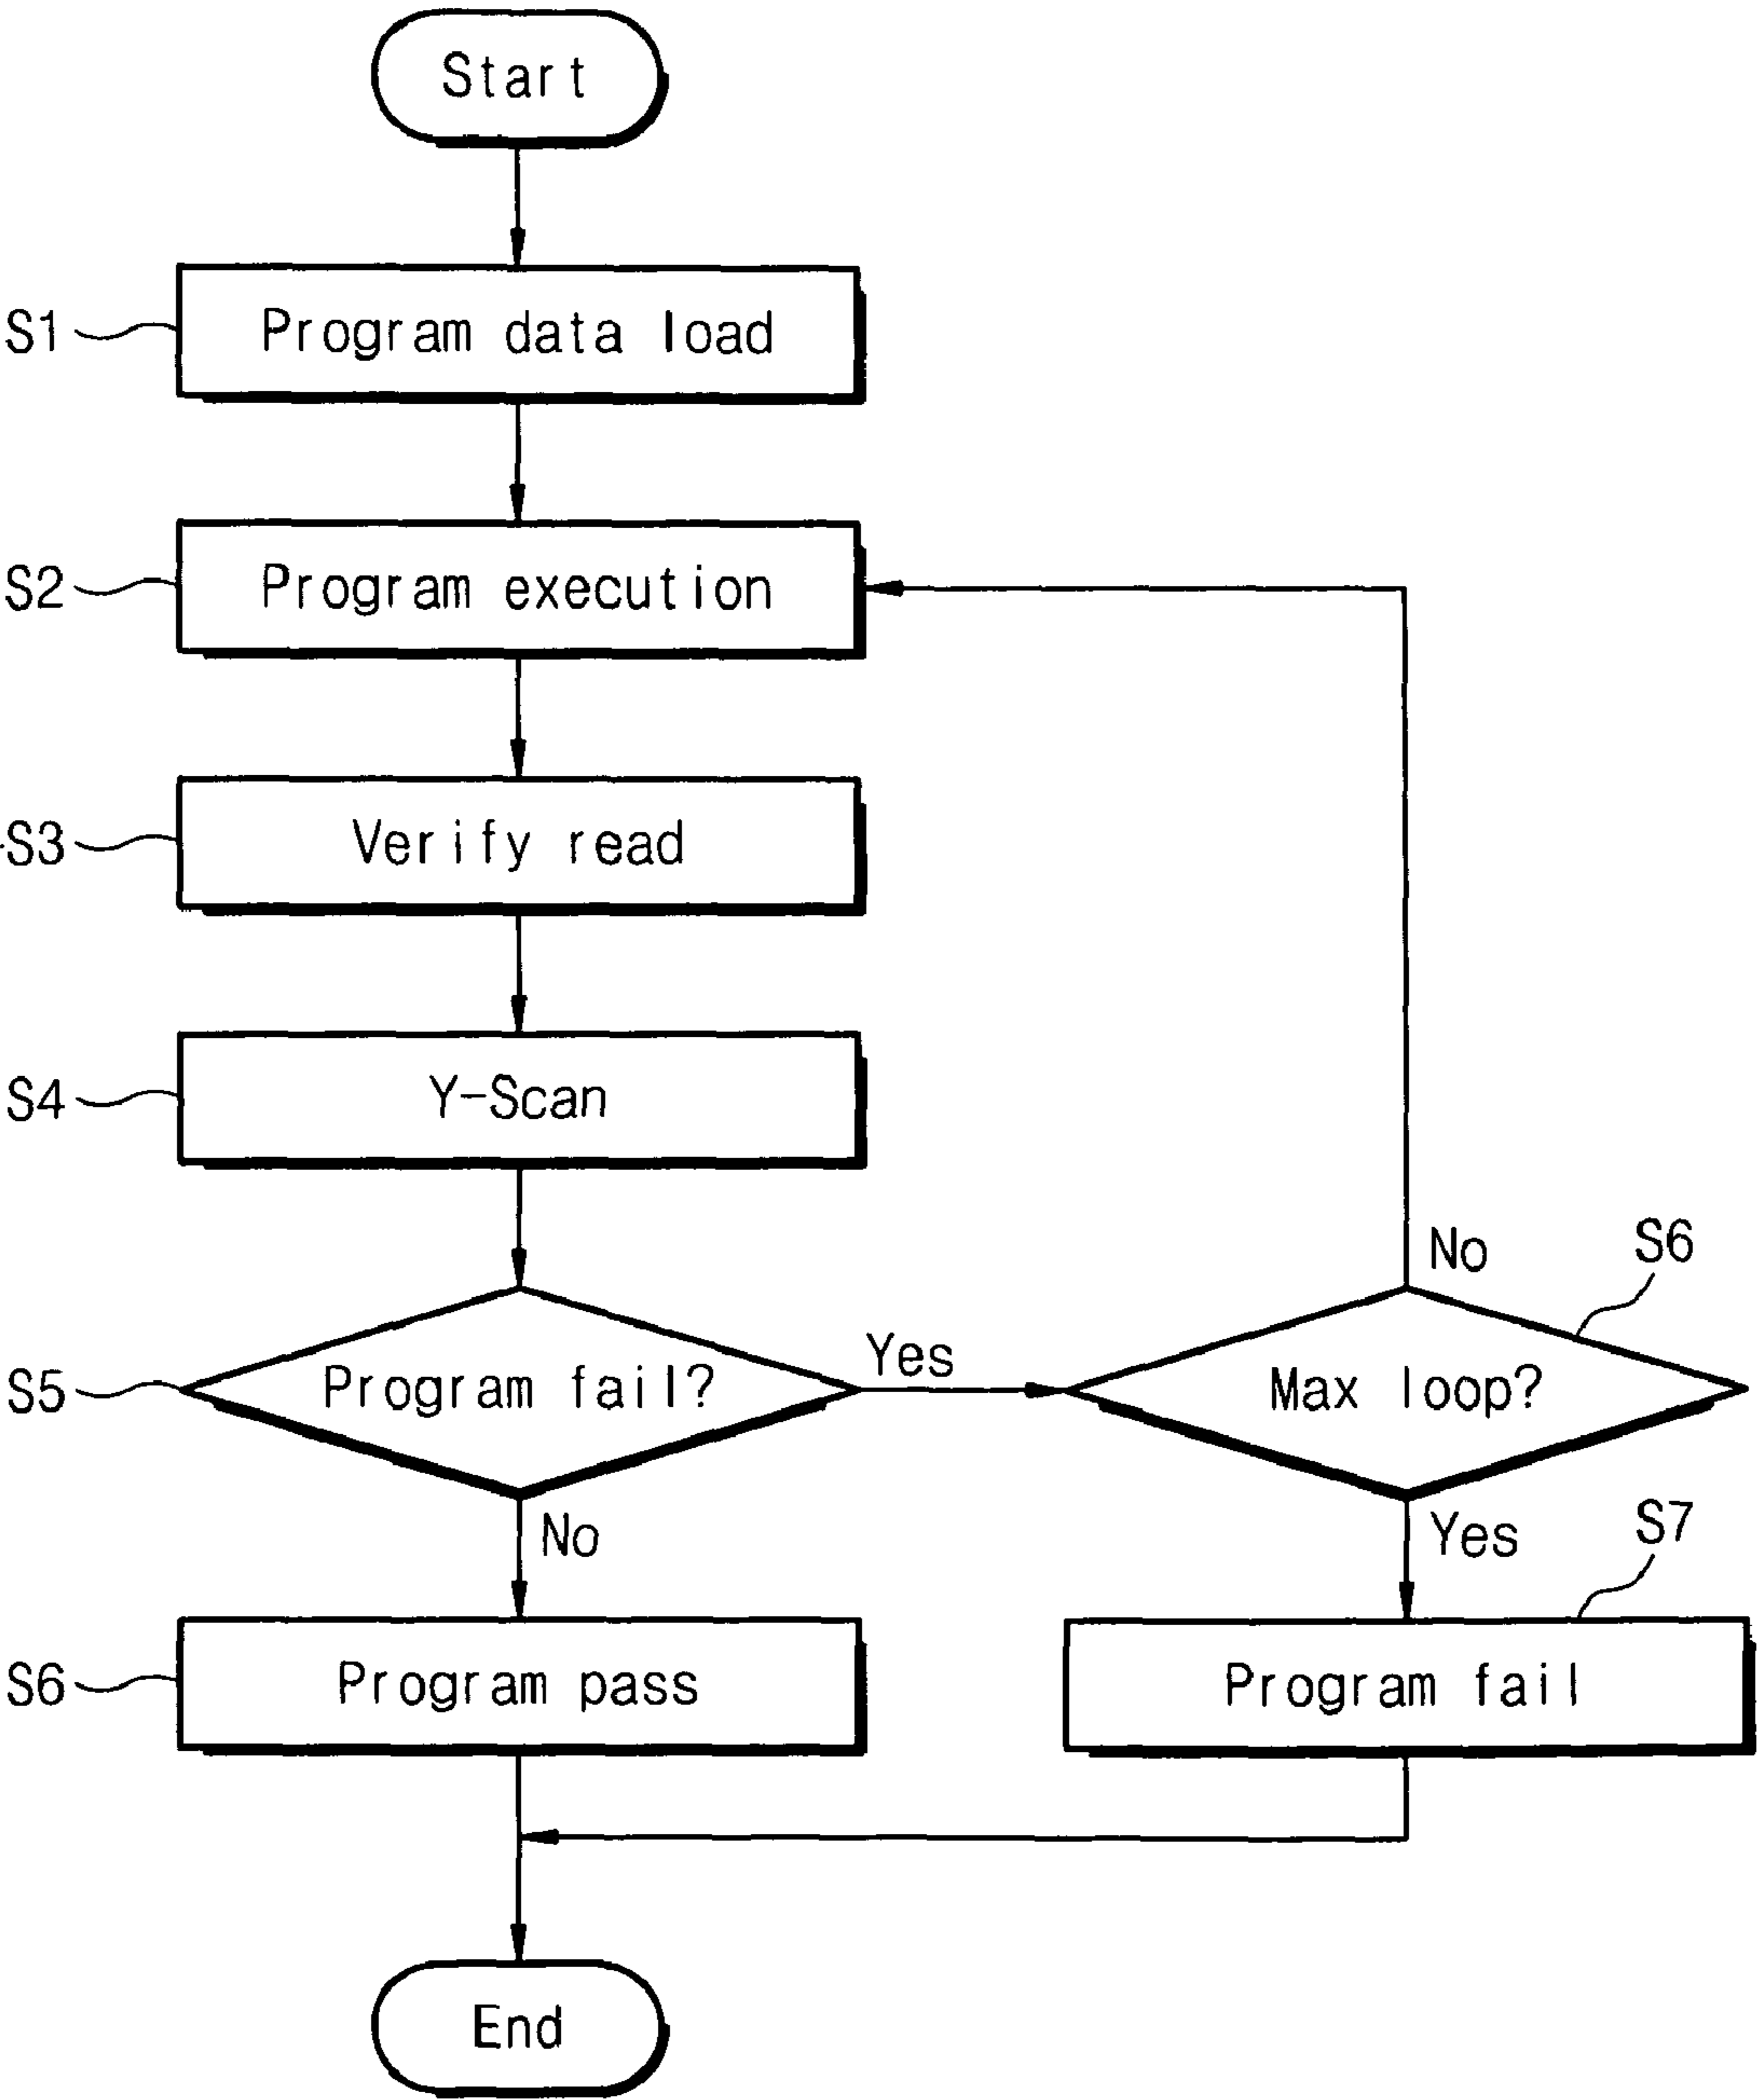 Start
S1
Program data load
S2
Program execution
S3
Verify read
S4
Y-Scan
No
S6
S5
Program fail?
Yes
Max loop?
No
Yes
S7
S6
Program pass
Program fail
End